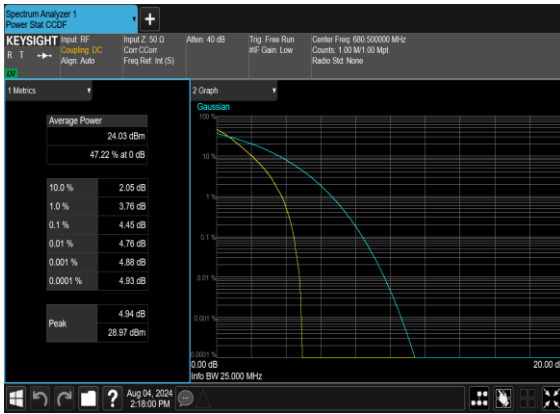 Spectrum Analyzer 1
Power Stat CCDF
KEYSIGHT
R T
LXI
Input: RF
Coupling: DC
Align: Auto
Input Z: 50 Ω
Corr CCorr
Freq Ref: Int (S)
Atten: 40 dB
Trig: Free Run
#IF Gain: Low
Center Freq: 680.500000 MHz
Counts: 1.00 M/1.00 Mpt
Radio Std: None
1 Metrics
Average Power
24.03 dBm
47.22 % at 0 dB
10.0 % 2.05 dB
1.0 % 3.76 dB
0.1 % 4.45 dB
0.01 % 4.76 dB
0.001 % 4.88 dB
0.0001 % 4.93 dB
Peak
4.94 dB
28.97 dBm
2 Graph
Gaussian
100 %
10 %
1 %
0.1 %
0.01 %
0.001 %
0.0001 %
0.00 dB
20.00 dB
Info BW 25.000 MHz
?
Aug 04, 2024
2:18:00 PM